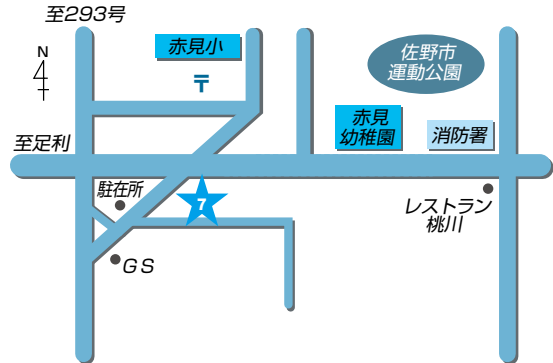 至293号
N
赤見小
〒
佐野市
運動公園
赤見
幼稚園
消防署
至足利
駐在所
7
レストラン
桃川
GS